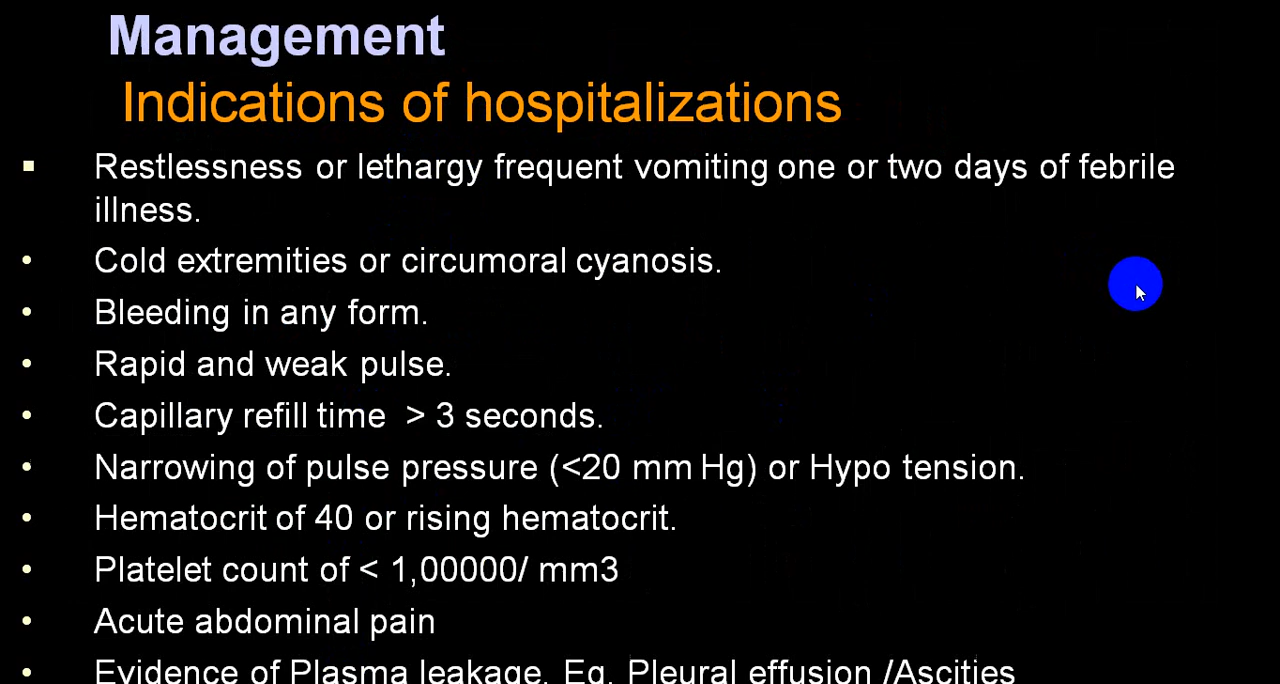 Management
Indications of hospitalizations
▪ Restlessness or lethargy frequent vomiting one or two days of febrile
illness.
• Cold extremities or circumoral cyanosis.
• Bleeding in any form.
• Rapid and weak pulse.
• Capillary refill time > 3 seconds.
• Narrowing of pulse pressure (<20 mm Hg) or Hypo tension.
• Hematocrit of 40 or rising hematocrit.
• Platelet count of < 1,00000/ mm3
• Acute abdominal pain
• Evidence of Plasma leakage. Eg. Pleural effusion /Ascities